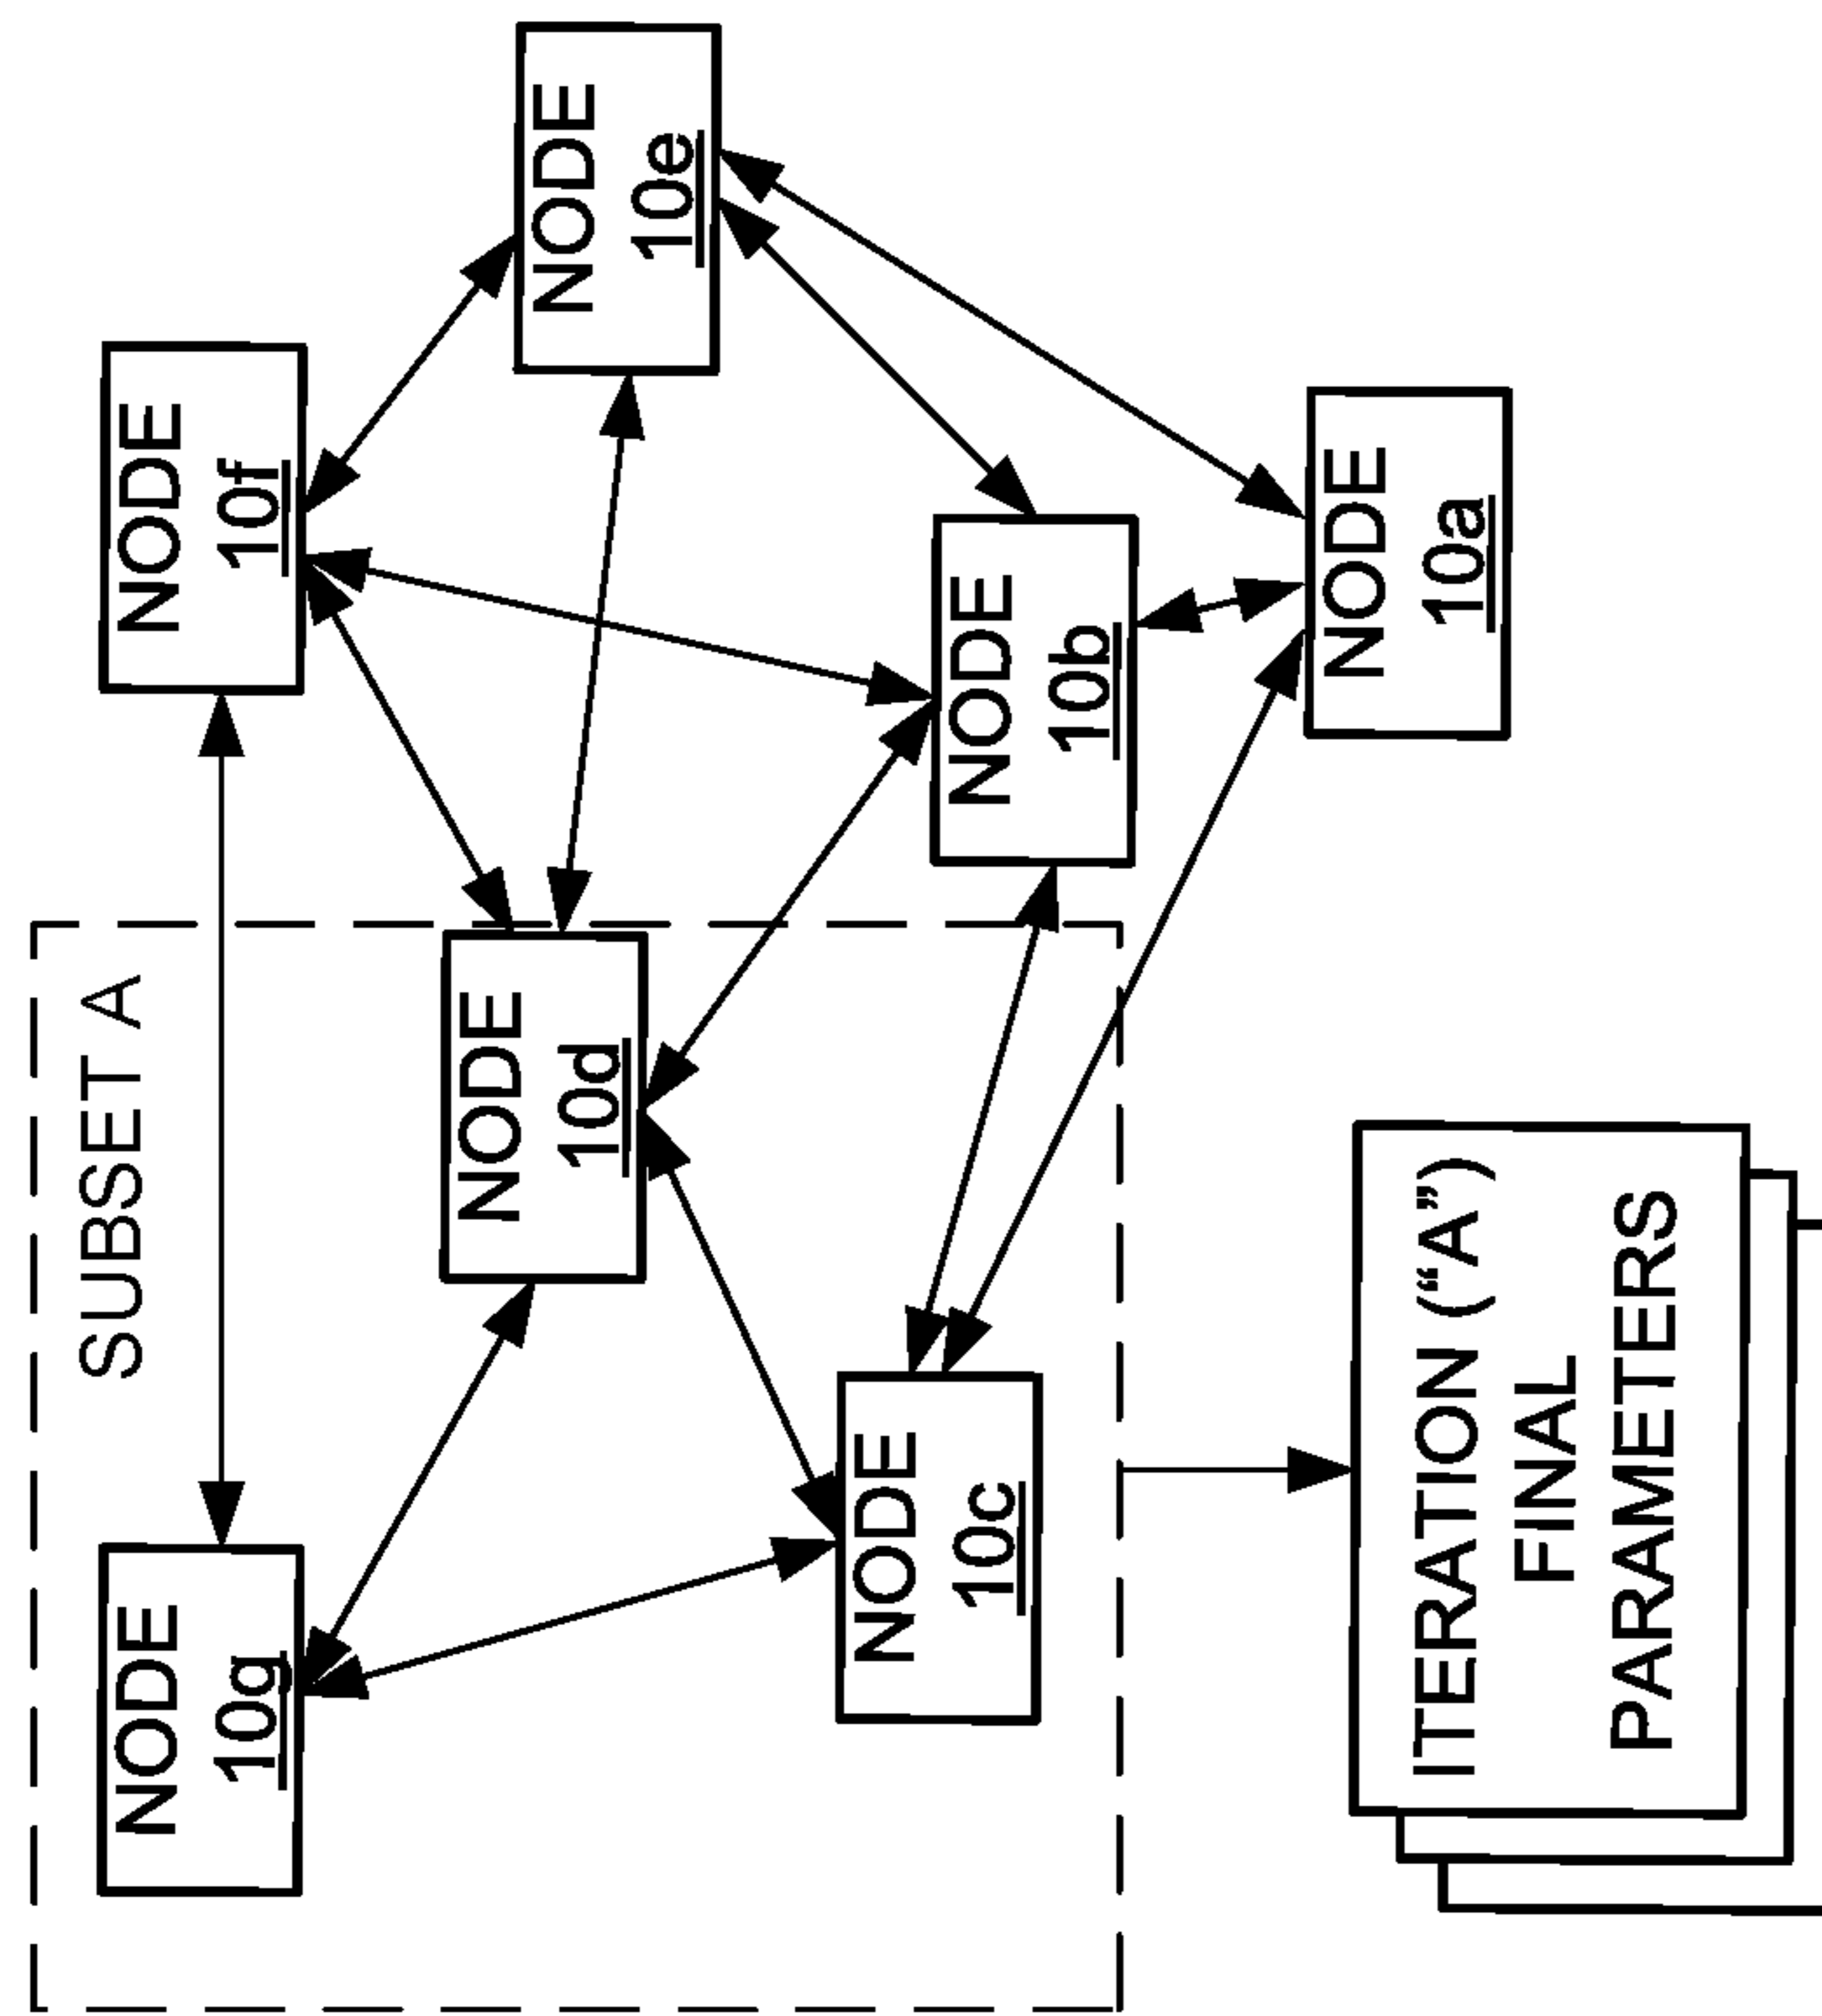 SUBSET A
NODE
10g
NODE
10f
NODE
10d
NODE
10e
NODE
10c
NODE
10b
NODE
10a
ITERATION (“A”)
FINAL
PARAMETERS